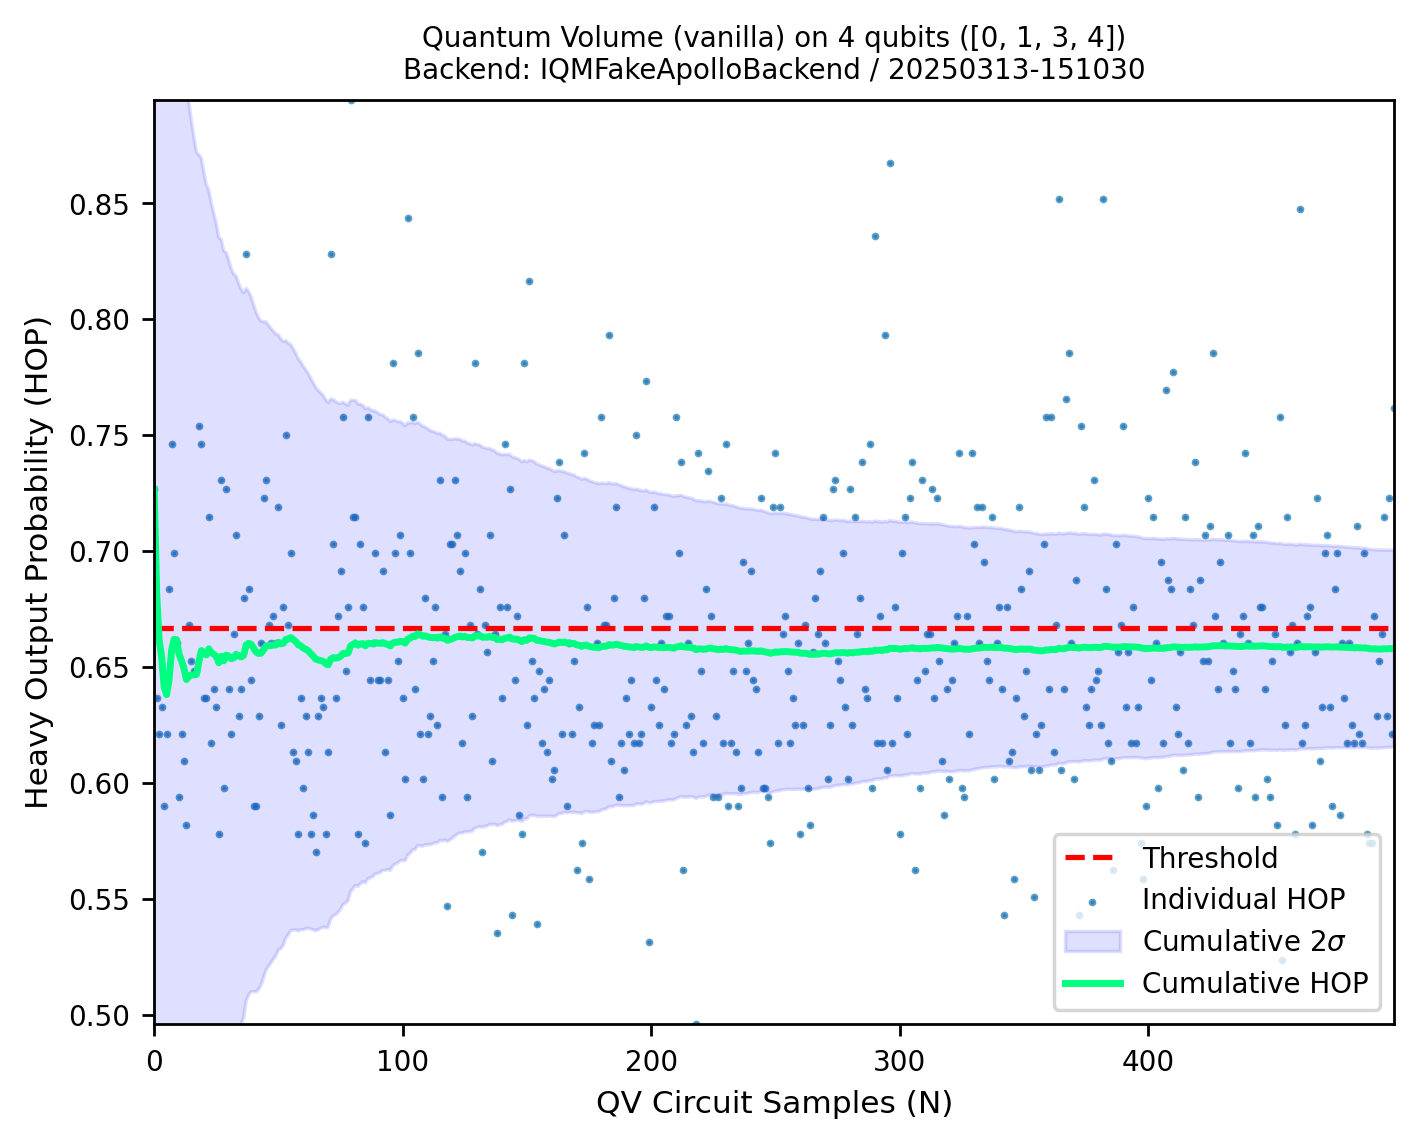 Quantum Volume (vanilla) on 4 qubits ([0, 1, 3, 4])
Backend: IQMFakeApolloBackend / 20250313-151030
Heavy Output Probability (HOP)
0.85
0.80
0.75
0.70
0.65
0.60
0.55
0.50
Threshold
Individual HOP
Cumulative 2σ
Cumulative HOP
0 100 200 300 400
QV Circuit Samples (N)